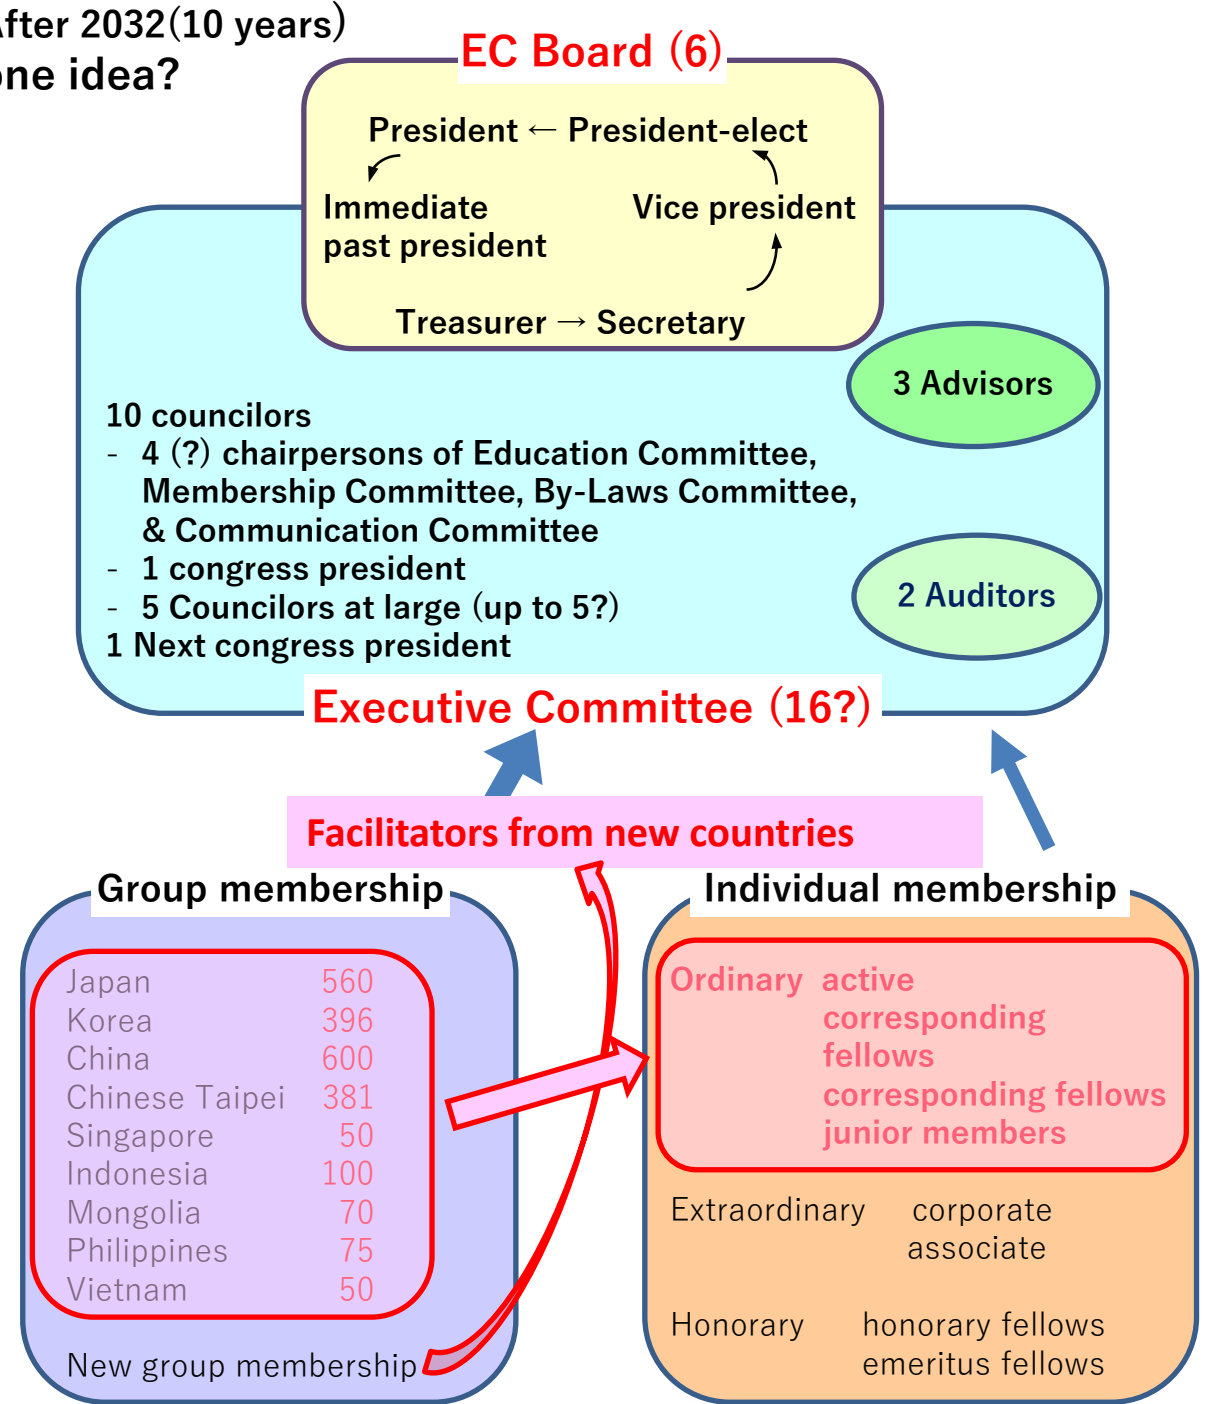 After 2032(10 years)
one idea?
EC Board (6)
President ← President-elect
Immediate
past president
Vice president
Treasurer → Secretary
3 Advisors
10 councilors
- 4 (?) chairpersons of Education Committee,
Membership Committee, By-Laws Committee,
& Communication Committee
- 1 congress president
- 5 Councilors at large (up to 5?)
1 Next congress president
2 Auditors
Executive Committee (16?)
Facilitators from new countries
Group membership
Japan 560
Korea 396
China 600
Chinese Taipei 381
Singapore 50
Indonesia 100
Mongolia 70
Philippines 75
Vietnam 50
New group membership
Individual membership
Ordinary active
corresponding
fellows
corresponding fellows
junior members
Extraordinary corporate
associate
Honorary honorary fellows
emeritus fellows